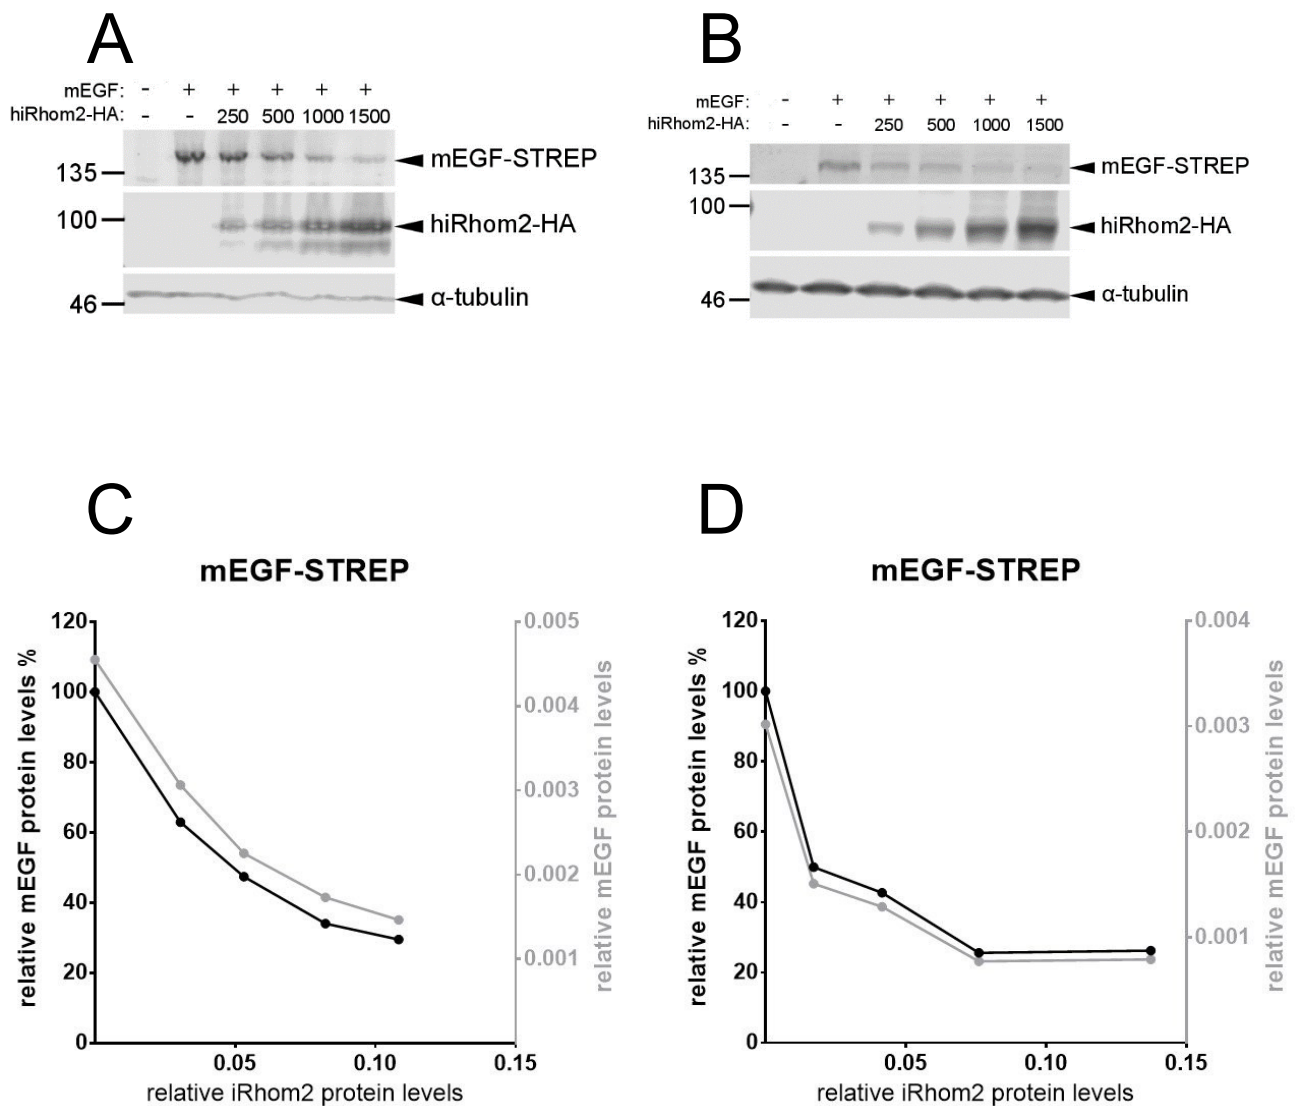 A
mEGF: - + + + + +
hiRhom2-HA: - - 250 500 1000 1500
135 mEGF-STREP
100 hiRhom2-HA
46 α-tubulin
B
mEGF: - + + + + +
hiRhom2-HA: - - 250 500 1000 1500
135 mEGF-STREP
100
hiRhom2-HA
46 α-tubulin
C
mEGF-STREP
relative mEGF protein levels %
120
100
80
60
40
20
0
0.05 0.10 0.15
relative iRhom2 protein levels
0.005
0.004
0.003
0.002
0.001
relative mEGF protein levels
D
mEGF-STREP
relative mEGF protein levels %
120
100
80
60
40
20
0
0.05 0.10 0.15
relative iRhom2 protein levels
0.004
0.003
0.002
0.001
relative mEGF protein levels